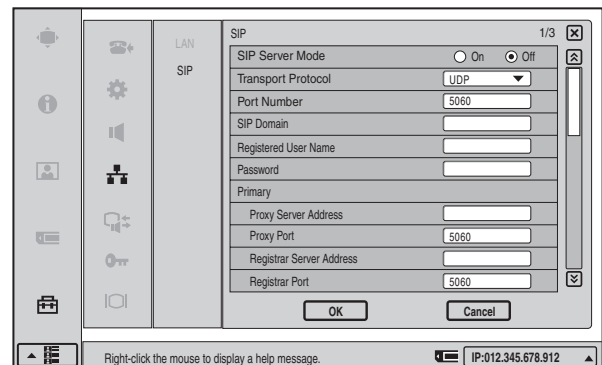 LAN
SIP
SIP 1/3
SIP Server Mode On Off
Transport Protocol UDP
Port Number 5060
SIP Domain
Registered User Name
Password
Primary
Proxy Server Address
Proxy Port 5060
Registrar Server Address
Registrar Port 5060
OK Cancel
Right-click the mouse to display a help message. IP:012.345.678.912